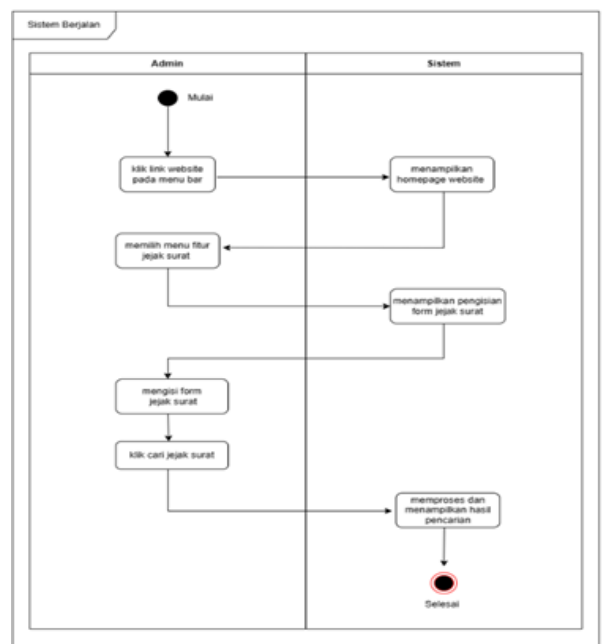 Sistem Berjalan
Admin
Sistem
Mulai
klik link website
pada menu bar
menampilkan
homepage website
memilih menu fitur
jejak surat
menampilkan pengisian
form jejak surat
mengisi form
jejak surat
klik cari jejak surat
memproses dan
menampilkan hasil
pencarian
Selesai